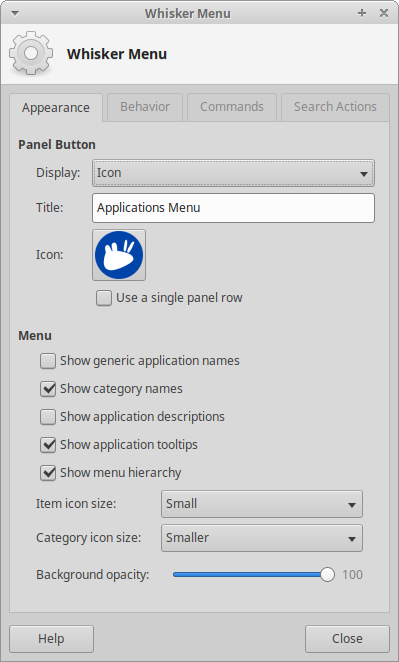 Whisker Menu
Whisker Menu
Appearance Behavior Commands Search Actions
Panel Button
Display: Icon
Title: Applications Menu
Icon:
Use a single panel row
Menu
Show generic application names
Show category names
Show application descriptions
Show application tooltips
Show menu hierarchy
Item icon size: Small
Category icon size: Smaller
Background opacity: 100
Help Close